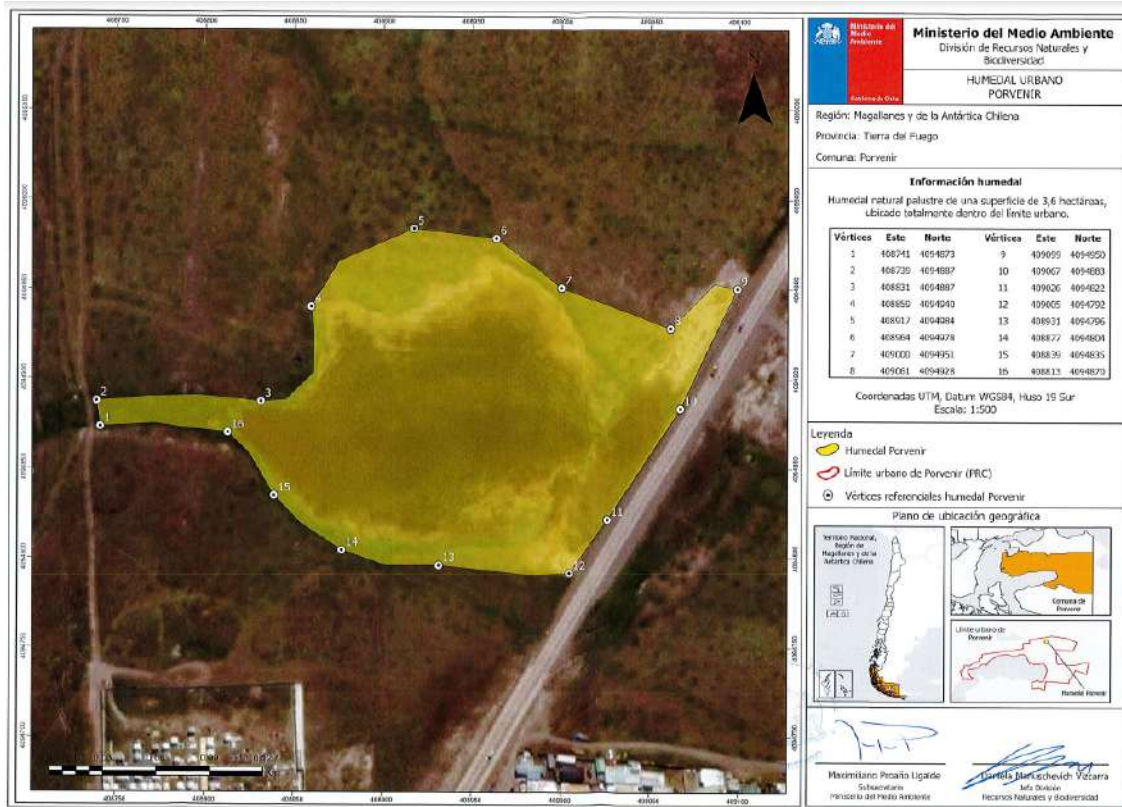 Ministerio del
Medio
Ambiente
Gobierno de Chile
Ministerio del Medio Ambiente
División de Recursos Naturales y
Biodiversidad
HUMEDAL URBANO
PORVENIR
Región: Magallanes y de la Antártica Chilena
Provincia: Tierra del Fuego
Comuna: Porvenir
Información humedal
Humedal natural palustre de una superficie de 3,6 hectáreas,
ubicado totalmente dentro del límite urbano.
Vértices Este Norte Vértices Este Norte
1 408741 4094873 9 409099 4094950
2 408739 4094887 10 409067 4094883
3 408831 4094887 11 409026 4094822
4 408859 4094940 12 409005 4094792
5 408917 4094984 13 408931 4094796
6 408964 4094978 14 408877 4094804
7 409000 4094951 15 408839 4094835
8 409061 4094928 16 408813 4094870
Coordenadas UTM, Datum WGS84, Huso 19 Sur
Escala: 1:500
Leyenda
Humedal Porvenir
Límite urbano de Porvenir (PRC)
Vértices referenciales humedal Porvenir
Plano de ubicación geográfica
Territorio Nacional,
Región de
Magallanes y de la
Antártica Chilena
Comuna de
Porvenir
Límite urbano de
Porvenir
Humedal Porvenir
Maximiliano Proaño Ugalde
Subsecretario
Ministerio del Medio Ambiente
Daniela Manuschevich Vizcarra
Jefa División
Recursos Naturales y Biodiversidad
5
6
7
9
4
8
2
3
10
1
16
15
11
14
13
12